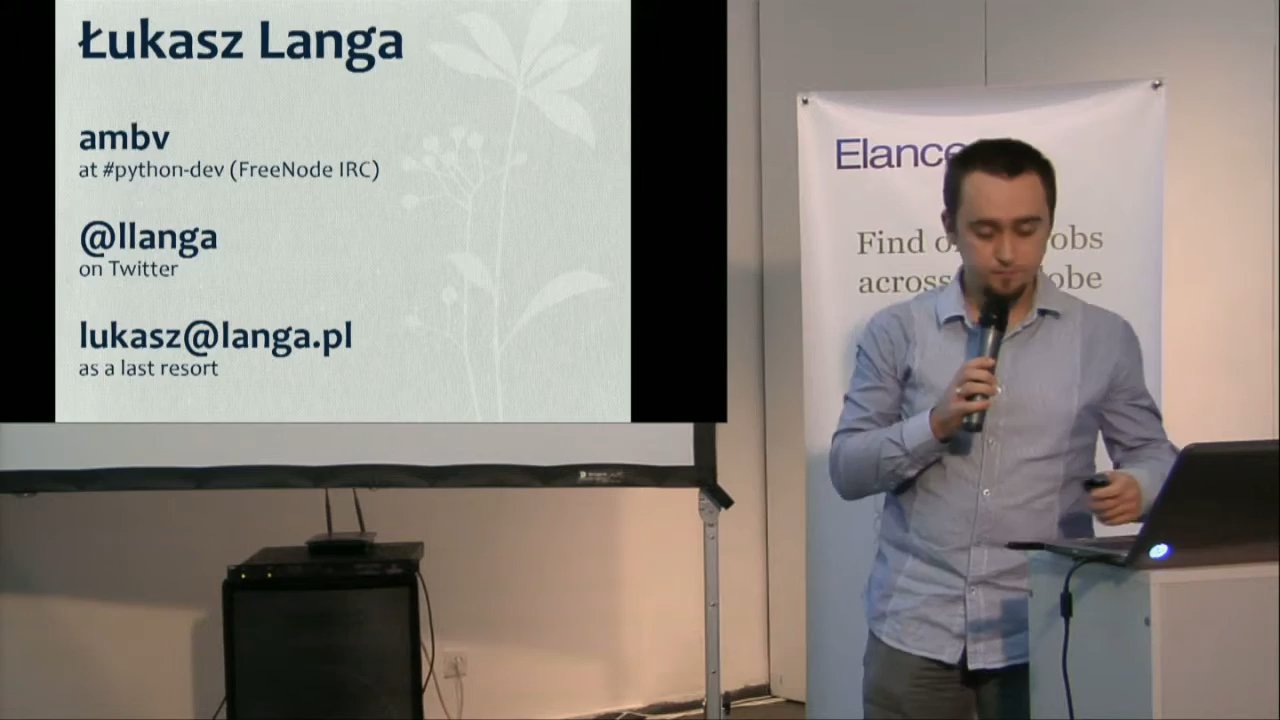 Łukasz Langa
ambv
at #python-dev (FreeNode IRC)
@llanga
on Twitter
lukasz@langa.pl
as a last resort
Elance
Find obs
across obe